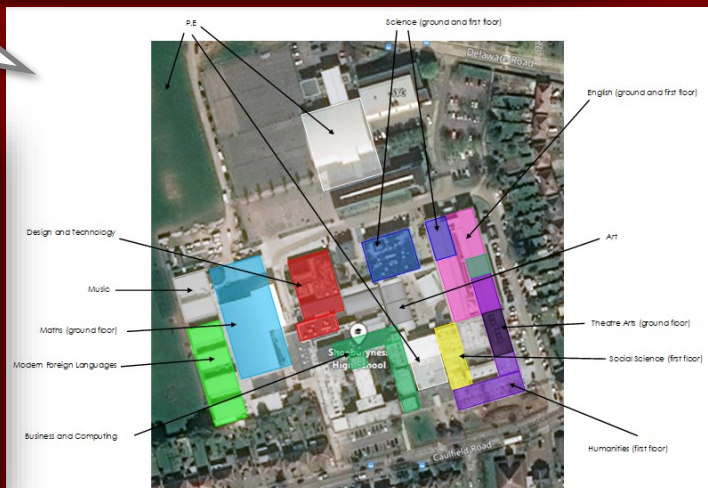 P.E
Science (ground and first floor)
Delaware Road
English (ground and first floor)
Design and Technology
Art
Music
Maths (ground floor)
Theatre Arts (ground floor)
Shoeburyness
High School
Social Science (first floor)
Modern Foreign Languages
Business and Computing
Humanities (first floor)
Caulfield Road